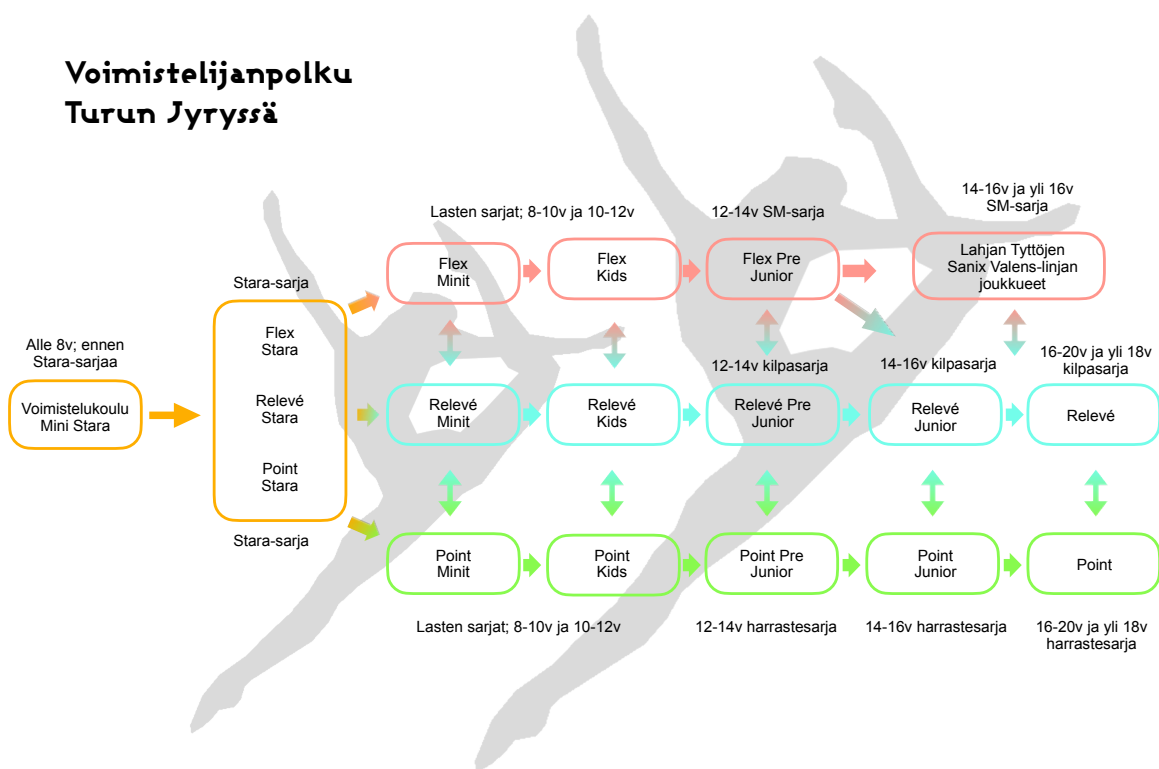 Voimistelijanpolku
Turun Jyryssä
Alle 8v; ennen
Stara-sarjaa
Voimistelukoulu
Mini Stara
Stara-sarja
Flex
Stara
Relevé
Stara
Point
Stara
Stara-sarja
Lasten sarjat; 8-10v ja 10-12v
12-14v SM-sarja
14-16v ja yli 16v
SM-sarja
Flex
Minit
Flex
Kids
Flex Pre
Junior
Lahjan Tyttöjen
Sanix Valens-linjan
joukkueet
12-14v kilpasarja
14-16v kilpasarja
16-20v ja yli 18v
kilpasarja
Relevé
Minit
Relevé
Kids
Relevé Pre
Junior
Relevé
Junior
Relevé
Point
Minit
Point
Kids
Point Pre
Junior
Point
Junior
Point
Lasten sarjat; 8-10v ja 10-12v
12-14v harrastesarja
14-16v harrastesarja
16-20v ja yli 18v
harrastesarja